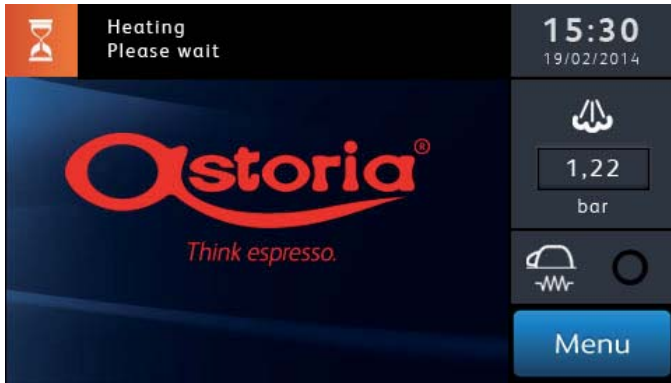 Heating
Please wait
15:30
19/02/2014
1,22
bar
astoria®
Think espresso.
Menu